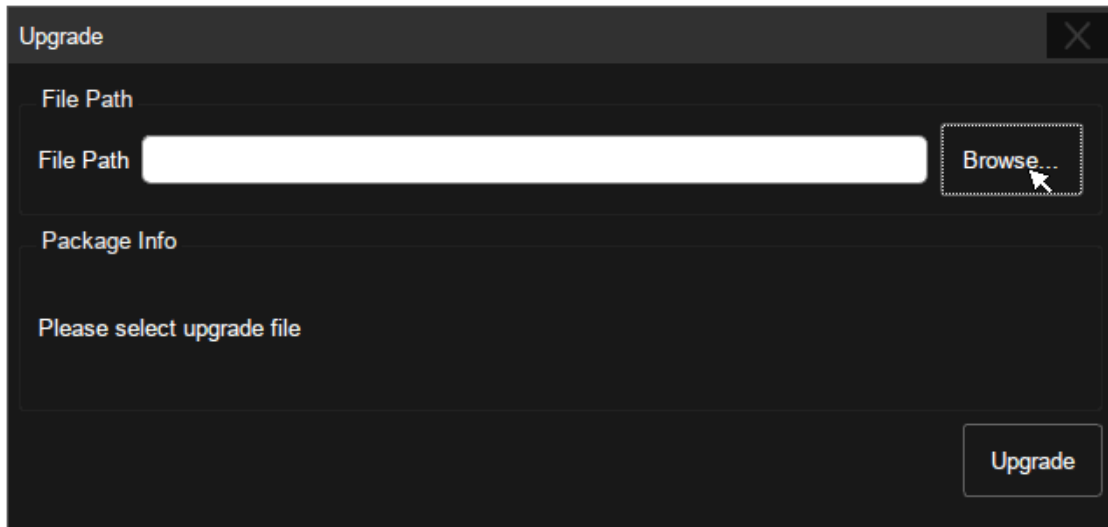 Upgrade
File Path
File Path
Browse...
Package Info
Please select upgrade file
Upgrade